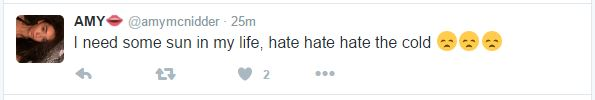 AMY💋 @amymcnidder · 25m
I need some sun in my life, hate hate hate the cold 😞😞😞
2